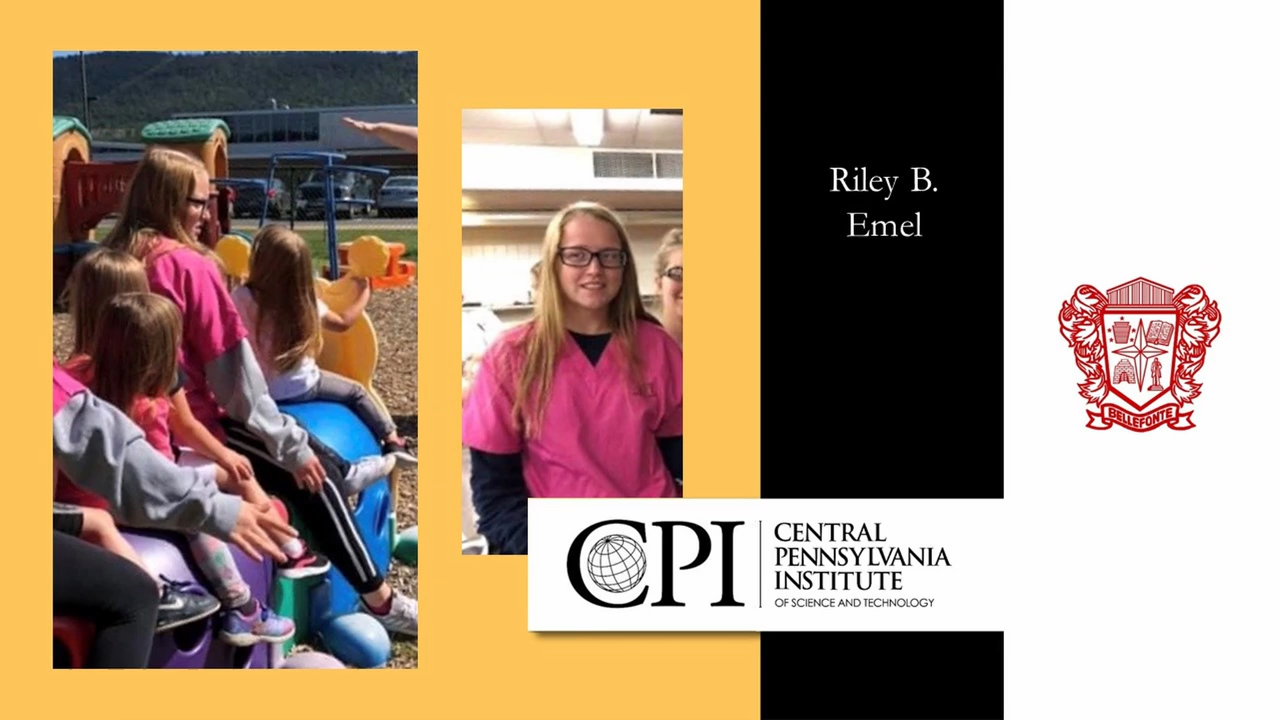 Riley B.
Emel
CPI
CENTRAL
PENNSYLVANIA
INSTITUTE
OF SCIENCE AND TECHNOLOGY
BELLEFONTE